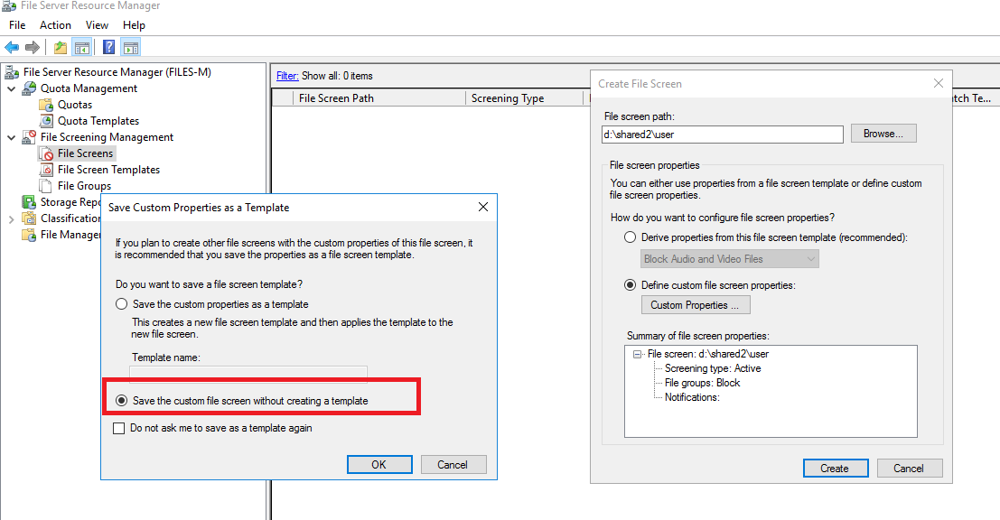 File Server Resource Manager
File Action View Help
File Server Resource Manager (FILES-M)
Quota Management
Quotas
Quota Templates
File Screening Management
File Screens
File Screen Templates
File Groups
Storage Repo
Classification
File Manager
Filter: Show all: 0 items
File Screen Path Screening Type
atch Te...
Save Custom Properties as a Template
If you plan to create other file screens with the custom properties of this file screen, it
is recommended that you save the properties as a file screen template.
Do you want to save a file screen template?
Save the custom properties as a template
This creates a new file screen template and then applies the template to the
new file screen.
Template name:
Save the custom file screen without creating a template
Do not ask me to save as a template again
OK Cancel
Create File Screen
File screen path:
d:\shared2\user
Browse...
File screen properties
You can either use properties from a file screen template or define custom
file screen properties.
How do you want to configure file screen properties?
Derive properties from this file screen template (recommended):
Block Audio and Video Files
Define custom file screen properties:
Custom Properties ...
Summary of file screen properties:
File screen: d:\shared2\user
Screening type: Active
File groups: Block
Notifications:
Create Cancel